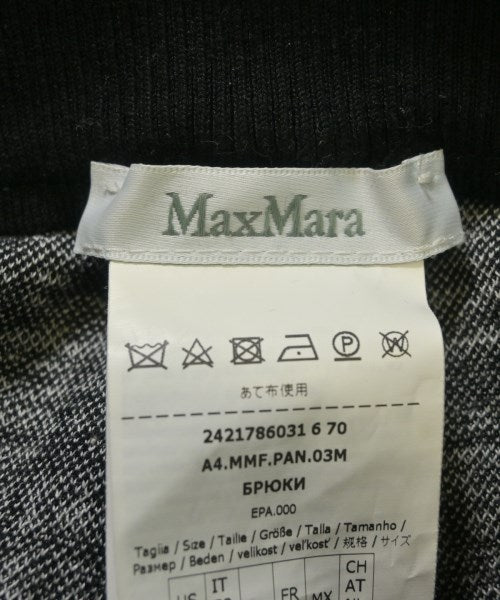 MaxMara
P W
あて布使用
2421786031 6 70
A4.MMF.PAN.03M
БРЮКИ
EPA.000
Taglia / Size / Taille / Größe / Talla / Tamanho /
Размер / Beden / velikost / veľkosť / 规格 / サイズ
US IT FR MX CH
AT